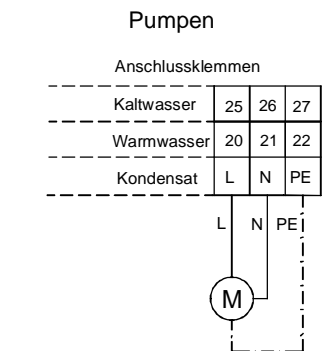 Pumpen
Anschlussklemmen
Kaltwasser 25 26 27
Warmwasser 20 21 22
Kondensat L N PE
L N PE
M